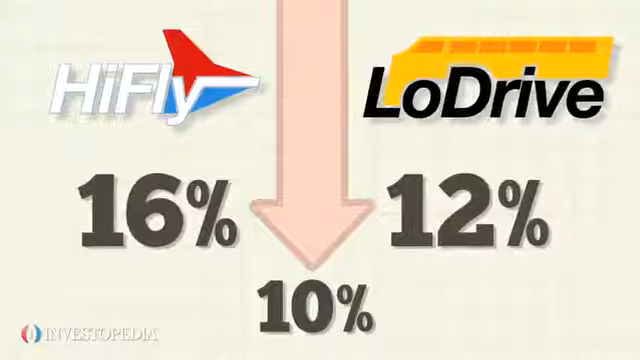 HiFly
LoDrive
16%
12%
10%
INVESTOPEDIA